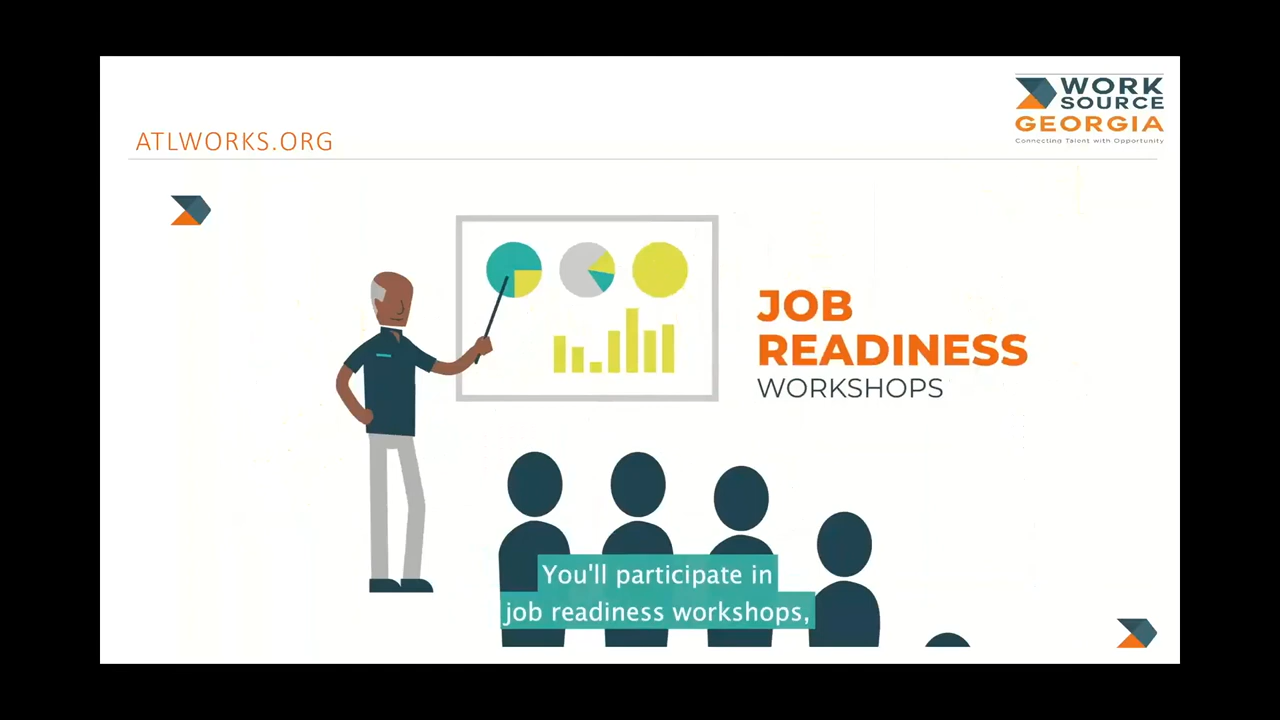 WORK
SOURCE
GEORGIA
Connecting Talent with Opportunity
ATLWORKS.ORG
JOB
READINESS
WORKSHOPS
You'll participate in
job readiness workshops,